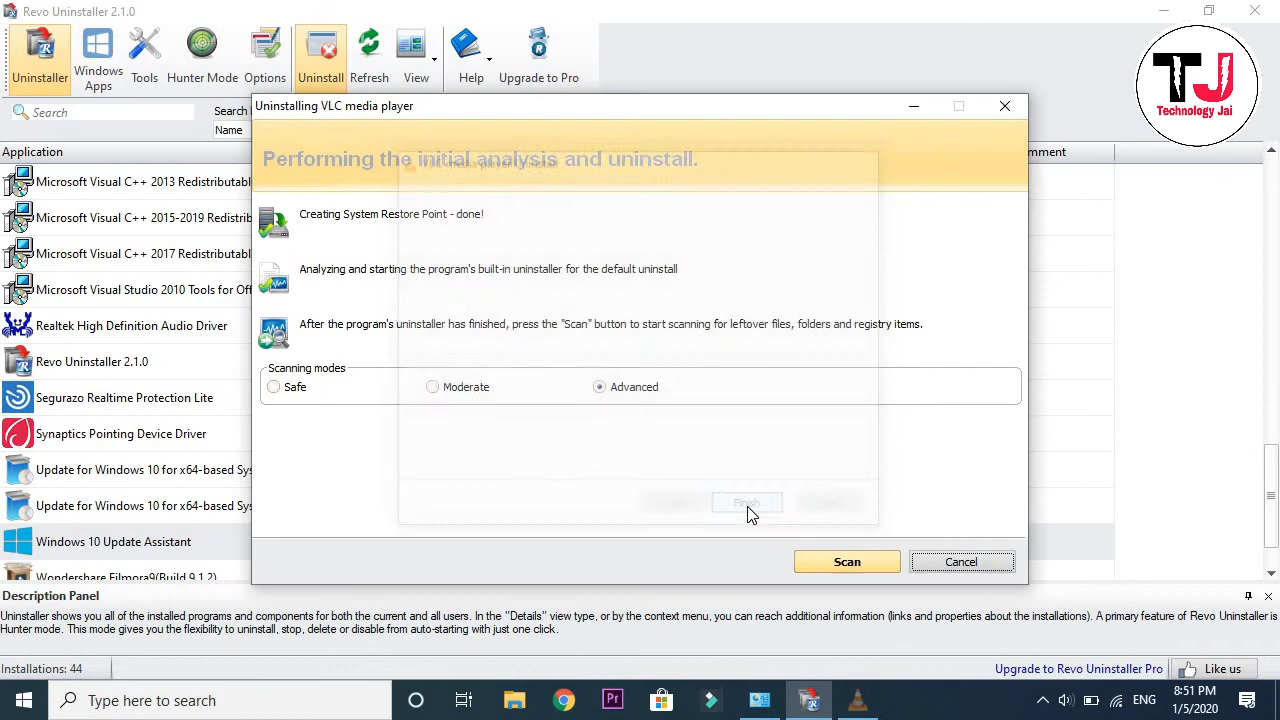 Revo Uninstaller 2.1.0
Uninstaller
Windows Apps
Tools
Hunter Mode
Options
Uninstall
Refresh
View
Help
Upgrade to Pro
TJ
Technology Jai
Search
Search
Name
Uninstalling VLC media player
Performing the initial analysis and uninstall.
Application
mment
Microsoft Visual C++ 2013 Redistributabl
Microsoft Visual C++ 2015-2019 Redistrib
Microsoft Visual C++ 2017 Redistributabl
Microsoft Visual Studio 2010 Tools for Of
Realtek High Definition Audio Driver
Revo Uninstaller 2.1.0
Segurazo Realtime Protection Lite
Synaptics Pointing Device Driver
Update for Windows 10 for x64-based Sys
Update for Windows 10 for x64-based Sys
Windows 10 Update Assistant
Wondershare Filmora9(Build 9.1.2)
Creating System Restore Point - done!
Analyzing and starting the program's built-in uninstaller for the default uninstall
After the program's uninstaller has finished, press the "Scan" button to start scanning for leftover files, folders and registry items.
Scanning modes
Safe
Moderate
Advanced
Finish
Scan
Cancel
Description Panel
Uninstaller shows you all of the installed programs and components for both the current and all users. In the "Details" view type, or by the context menu, you can reach additional information (links and properties about the installations). A primary feature of Revo Uninstaller is
Hunter mode. This mode gives you the flexibility to uninstall, stop, delete or disable from auto-starting with just one click.
Installations: 44
Upgrade to Revo Uninstaller Pro
Like us
Type here to search
Pr
ENG
8:51 PM
1/5/2020